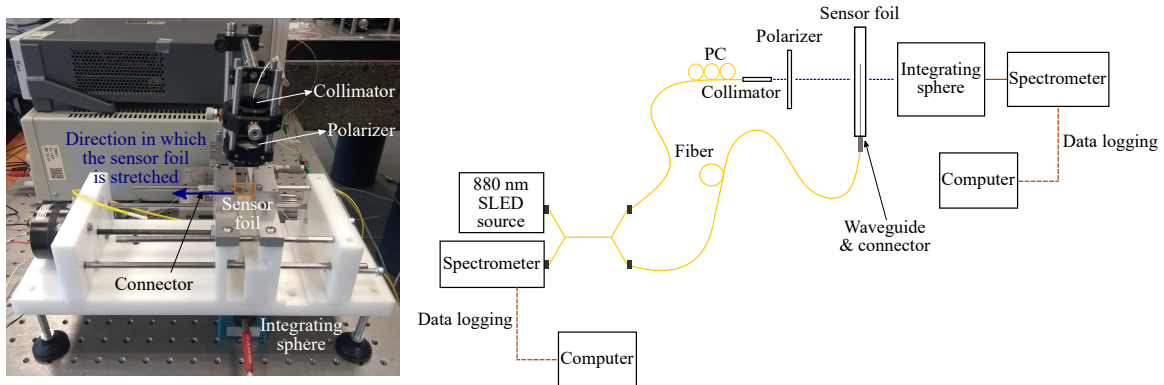 Collimator
Polarizer
Direction in which
the sensor foil
is stretched
Sensor
foil
Connector
Integrating
sphere
Sensor foil
Polarizer
PC
Collimator
Integrating
sphere
Spectrometer
Data logging
Fiber
Computer
880 nm
SLED
source
Waveguide
& connector
Spectrometer
Data logging
Computer